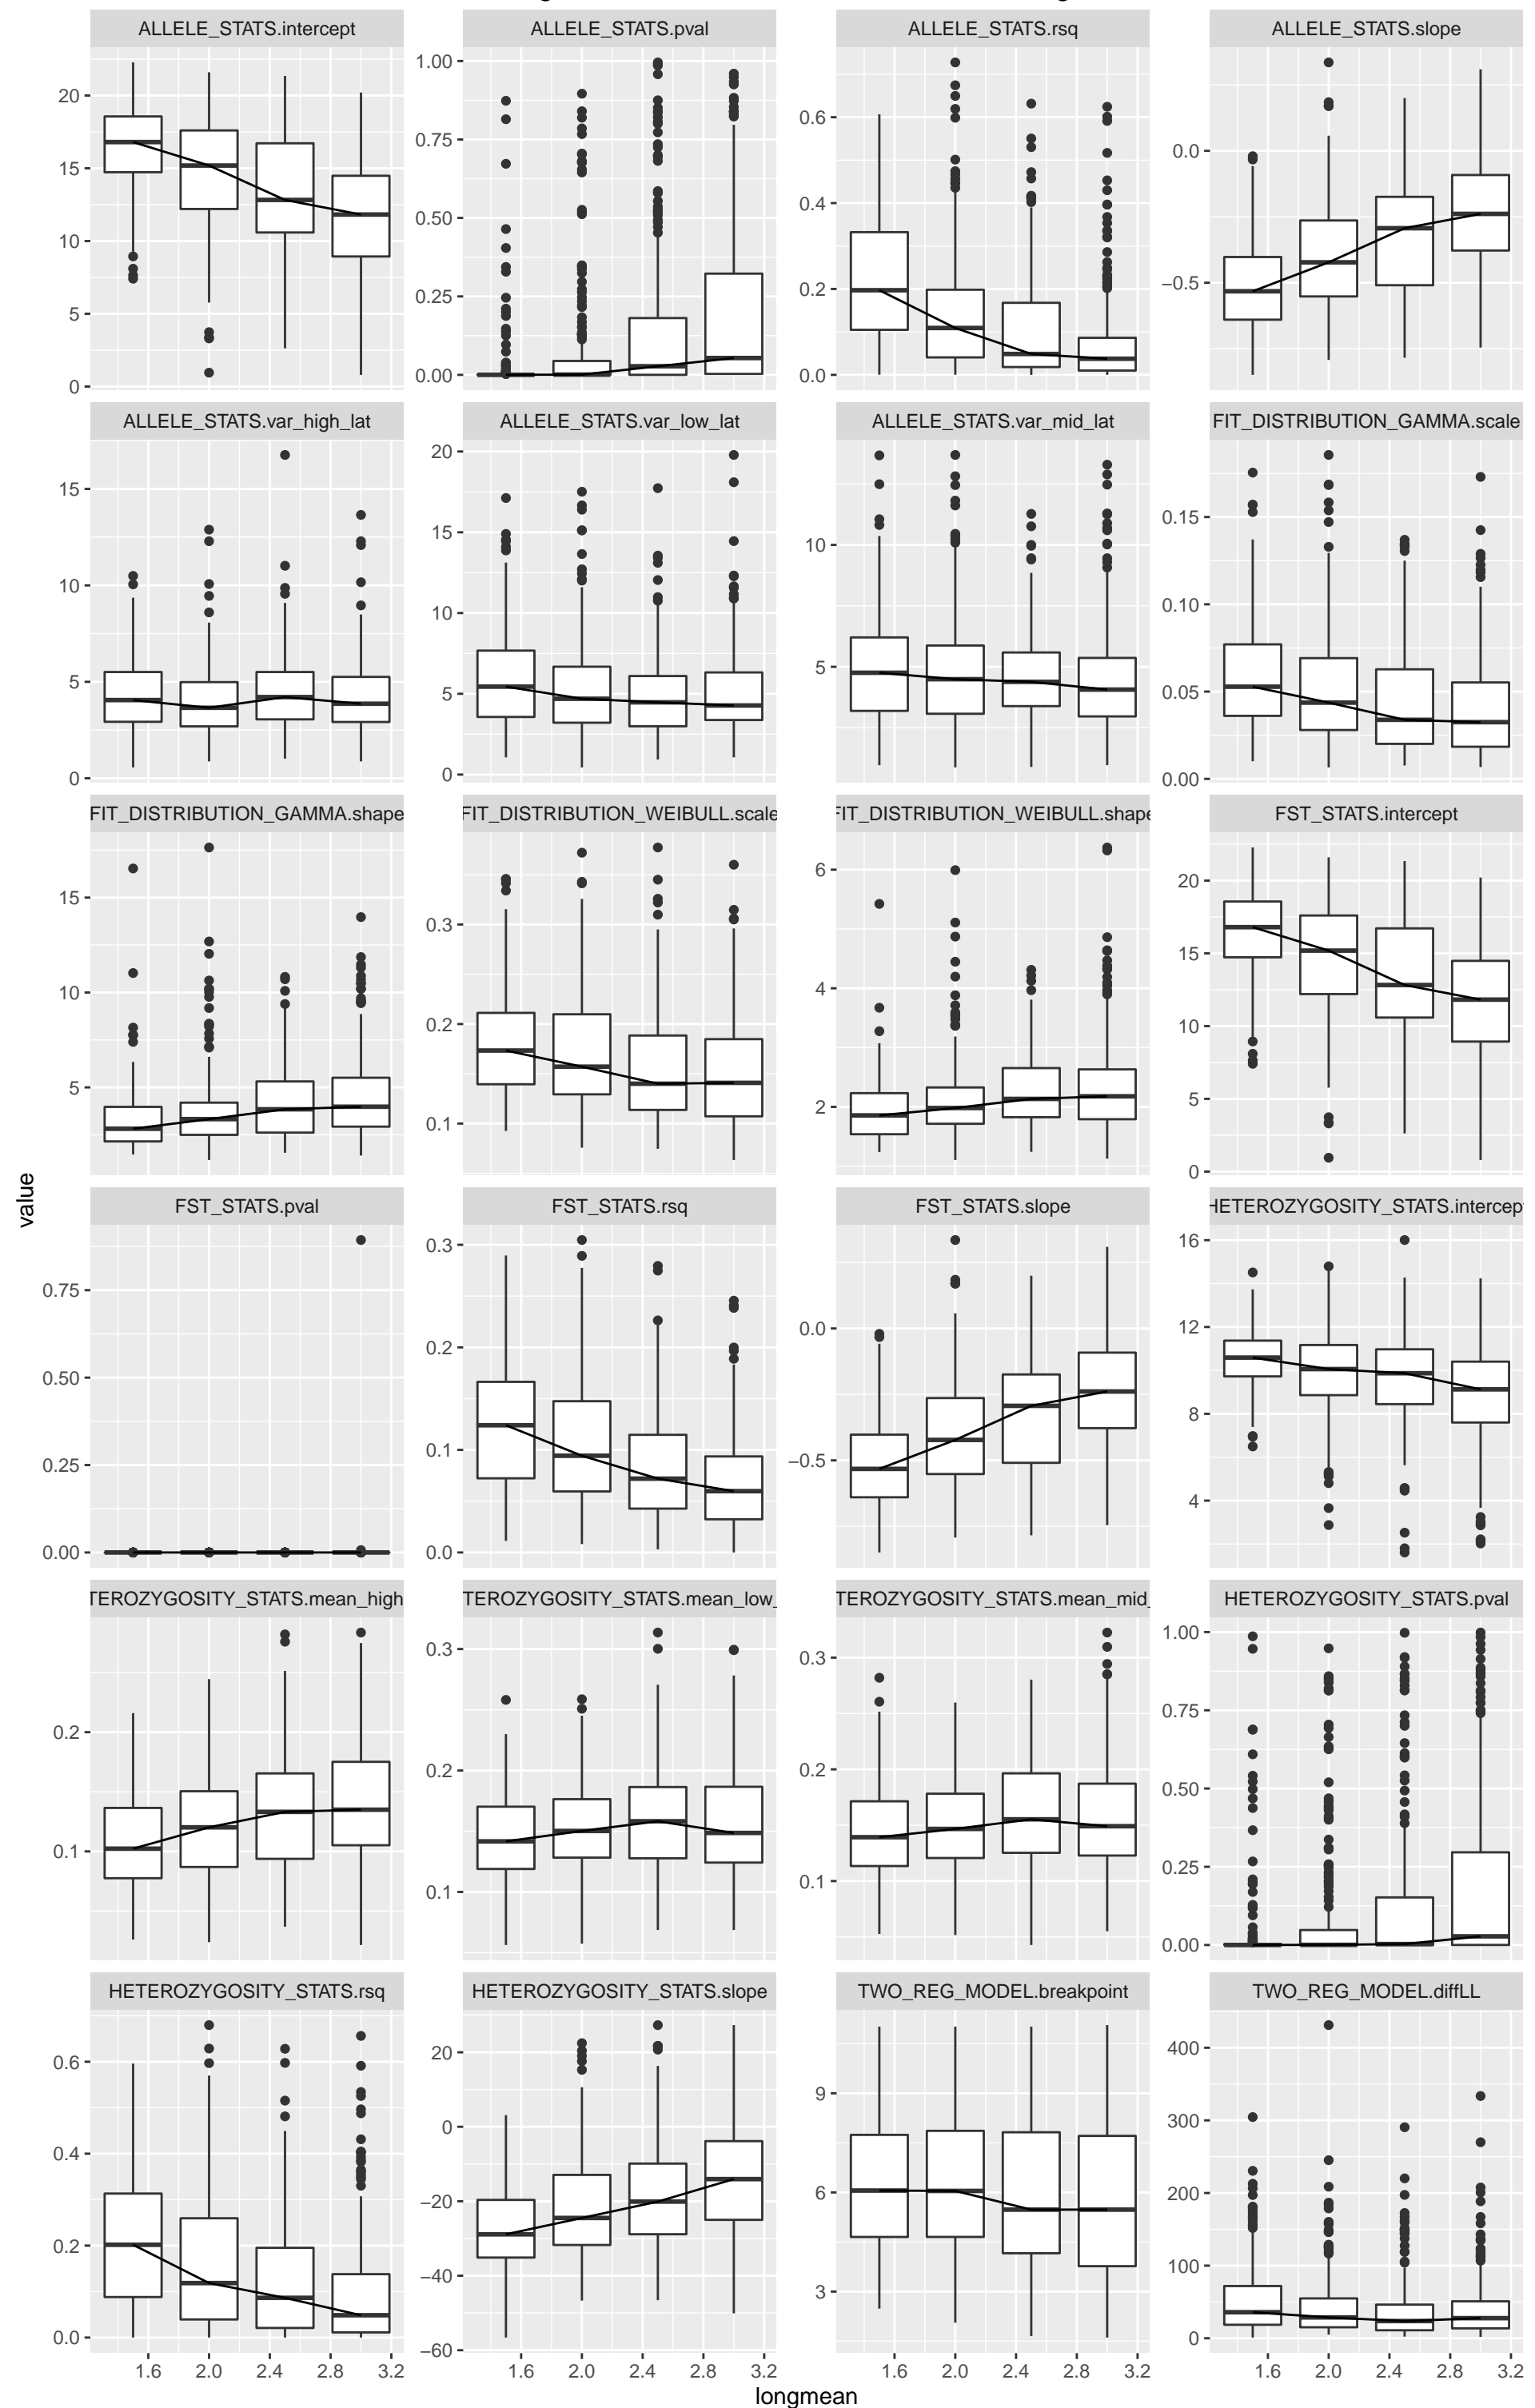 ALLELE_STATS.intercept
ALLELE_STATS.pval
ALLELE_STATS.rsq
ALLELE_STATS.slope
20
15
10
5
0
1.00
0.75
0.50
0.25
0.00
0.6
0.4
0.2
0.0
0.0
−0.5
ALLELE_STATS.var_high_lat
ALLELE_STATS.var_low_lat
ALLELE_STATS.var_mid_lat
FIT_DISTRIBUTION_GAMMA.scale
15
10
5
0
20
15
10
5
0
10
5
0.15
0.10
0.05
0.00
FIT_DISTRIBUTION_GAMMA.shape
FIT_DISTRIBUTION_WEIBULL.scale
FIT_DISTRIBUTION_WEIBULL.shape
FST_STATS.intercept
15
10
5
0.3
0.2
0.1
6
4
2
20
15
10
5
0
value
FST_STATS.pval
FST_STATS.rsq
FST_STATS.slope
HETEROZYGOSITY_STATS.intercept
0.75
0.50
0.25
0.00
0.3
0.2
0.1
0.0
0.0
−0.5
16
12
8
4
TEROZYGOSITY_STATS.mean_high
TEROZYGOSITY_STATS.mean_low_
TEROZYGOSITY_STATS.mean_mid_
HETEROZYGOSITY_STATS.pval
0.2
0.1
0.3
0.2
0.1
0.3
0.2
0.1
1.00
0.75
0.50
0.25
0.00
HETEROZYGOSITY_STATS.rsq
HETEROZYGOSITY_STATS.slope
TWO_REG_MODEL.breakpoint
TWO_REG_MODEL.diffLL
0.6
0.4
0.2
0.0
20
0
−20
−40
−60
9
6
3
400
300
200
100
0
1.6 2.0 2.4 2.8 3.2
1.6 2.0 2.4 2.8 3.2
1.6 2.0 2.4 2.8 3.2
1.6 2.0 2.4 2.8 3.2
longmean